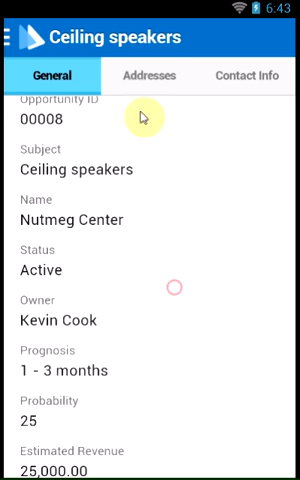 6:43
Ceiling speakers
General
Addresses
Contact Info
Opportunity ID
00008
Subject
Ceiling speakers
Name
Nutmeg Center
Status
Active
Owner
Kevin Cook
Prognosis
1 - 3 months
Probability
25
Estimated Revenue
25,000.00